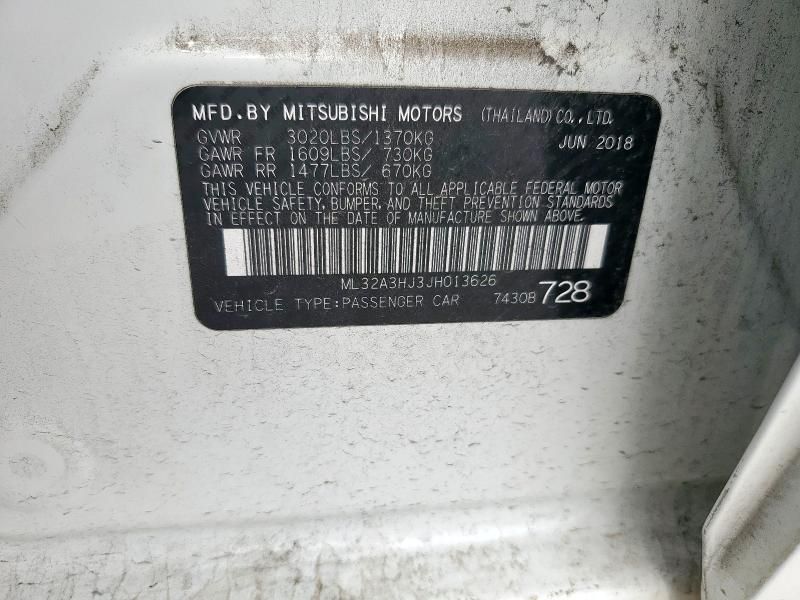 MFD.BY MITSUBISHI MOTORS (THAILAND) CO.,LTD.
GVWR 3020LBS/1370KG JUN 2018
GAWR FR 1609LBS/ 730KG
GAWR RR 1477LBS/ 670KG
THIS VEHICLE CONFORMS TO ALL APPLICABLE FEDERAL MOTOR
VEHICLE SAFETY, BUMPER, AND THEFT PREVENTION STANDARDS
IN EFFECT ON THE DATE OF MANUFACTURE SHOWN ABOVE.
ML32A3HJ3JH013626
VEHICLE TYPE:PASSENGER CAR 7430B 728